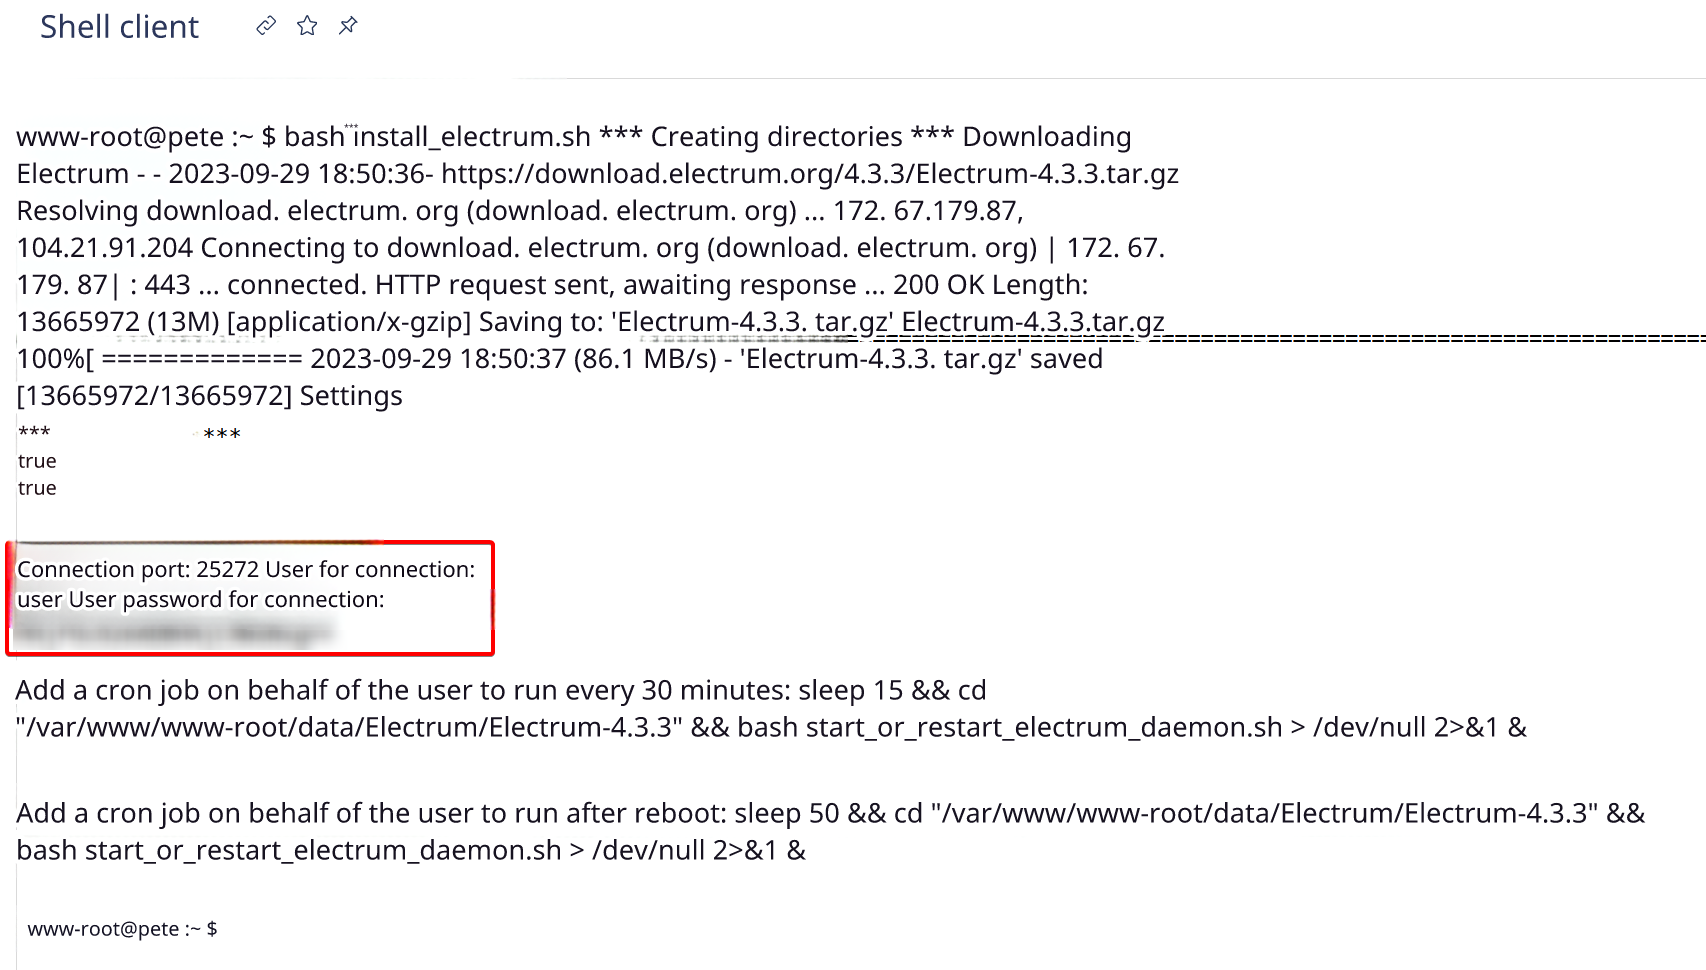 Shell client
www-root@pete :~ $ bash install_electrum.sh *** Creating directories *** Downloading
Electrum - - 2023-09-29 18:50:36- https://download.electrum.org/4.3.3/Electrum-4.3.3.tar.gz
Resolving download. electrum. org (download. electrum. org) ... 172. 67.179.87,
104.21.91.204 Connecting to download. electrum. org (download. electrum. org) | 172. 67.
179. 87| : 443 ... connected. HTTP request sent, awaiting response ... 200 OK Length:
13665972 (13M) [application/x-gzip] Saving to: 'Electrum-4.3.3. tar.gz' Electrum-4.3.3.tar.gz
100%[ ============= 2023-09-29 18:50:37 (86.1 MB/s) - 'Electrum-4.3.3. tar.gz' saved
[13665972/13665972] Settings
*** ***
true
true
Connection port: 25272 User for connection:
user User password for connection:
Add a cron job on behalf of the user to run every 30 minutes: sleep 15 && cd
"/var/www/www-root/data/Electrum/Electrum-4.3.3" && bash start_or_restart_electrum_daemon.sh > /dev/null 2>&1 &
Add a cron job on behalf of the user to run after reboot: sleep 50 && cd "/var/www/www-root/data/Electrum/Electrum-4.3.3" &&
bash start_or_restart_electrum_daemon.sh > /dev/null 2>&1 &
www-root@pete :~ $